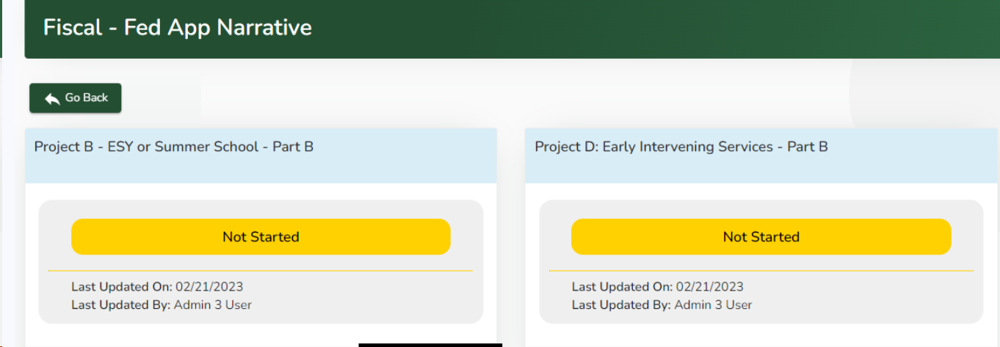 Fiscal - Fed App Narrative
Go Back
Project B - ESY or Summer School - Part B
Not Started
Last Updated On: 02/21/2023
Last Updated By: Admin 3 User
Project D: Early Intervening Services - Part B
Not Started
Last Updated On: 02/21/2023
Last Updated By: Admin 3 User